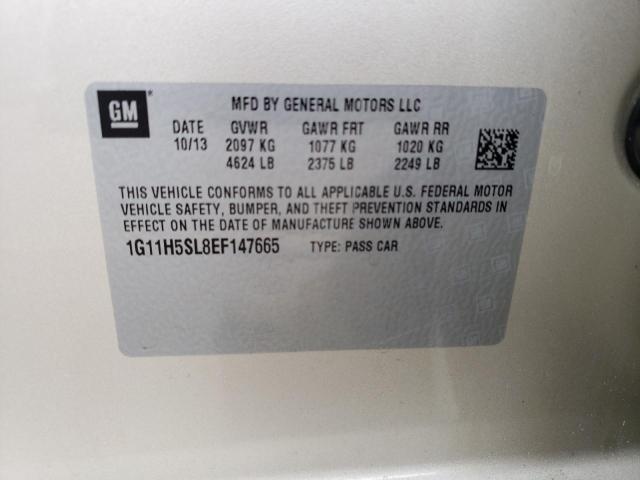 GM
MFD BY GENERAL MOTORS LLC
DATE GVWR GAWR FRT GAWR RR
10/13 2097 KG 1077 KG 1020 KG
4624 LB 2375 LB 2249 LB
THIS VEHICLE CONFORMS TO ALL APPLICABLE U.S. FEDERAL MOTOR
VEHICLE SAFETY, BUMPER, AND THEFT PREVENTION STANDARDS IN
EFFECT ON THE DATE OF MANUFACTURE SHOWN ABOVE.
1G11H5SL8EF147665 TYPE: PASS CAR